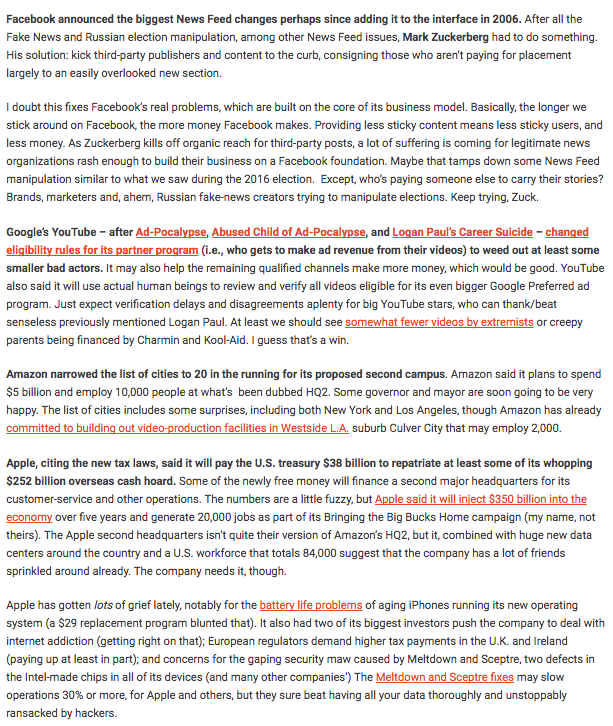 Facebook announced the biggest News Feed changes perhaps since adding it to the interface in 2006. After all the
Fake News and Russian election manipulation, among other News Feed issues, Mark Zuckerberg had to do something.
His solution: kick third-party publishers and content to the curb, consigning those who aren't paying for placement
largely to an easily overlooked new section.
I doubt this fixes Facebook's real problems, which are built on the core of its business model. Basically, the longer we
stick around on Facebook, the more money Facebook makes. Providing less sticky content means less sticky users, and
less money. As Zuckerberg kills off organic reach for third-party posts, a lot of suffering is coming for legitimate news
organizations rash enough to build their business on a Facebook foundation. Maybe that tamps down some News Feed
manipulation similar to what we saw during the 2016 election.  Except, who's paying someone else to carry their stories?
Brands, marketers and, ahem, Russian fake-news creators trying to manipulate elections. Keep trying, Zuck.
Google's YouTube – after Ad-Pocalypse, Abused Child of Ad-Pocalypse, and Logan Paul's Career Suicide – changed
eligibility rules for its partner program (i.e., who gets to make ad revenue from their videos) to weed out at least some
smaller bad actors. It may also help the remaining qualified channels make more money, which would be good. YouTube
also said it will use actual human beings to review and verify all videos eligible for its even bigger Google Preferred ad
program. Just expect verification delays and disagreements aplenty for big YouTube stars, who can thank/beat
senseless previously mentioned Logan Paul. At least we should see somewhat fewer videos by extremists or creepy
parents being financed by Charmin and Kool-Aid. I guess that's a win.
Amazon narrowed the list of cities to 20 in the running for its proposed second campus. Amazon said it plans to spend
$5 billion and employ 10,000 people at what's  been dubbed HQ2. Some governor and mayor are soon going to be very
happy. The list of cities includes some surprises, including both New York and Los Angeles, though Amazon has already
committed to building out video-production facilities in Westside L.A. suburb Culver City that may employ 2,000.
Apple, citing the new tax laws, said it will pay the U.S. treasury $38 billion to repatriate at least some of its whopping
$252 billion overseas cash hoard. Some of the newly free money will finance a second major headquarters for its
customer-service and other operations. The numbers are a little fuzzy, but Apple said it will inject $350 billion into the
economy over five years and generate 20,000 jobs as part of its Bringing the Big Bucks Home campaign (my name, not
theirs). The Apple second headquarters isn't quite their version of Amazon's HQ2, but it, combined with huge new data
centers around the country and a U.S. workforce that totals 84,000 suggest that the company has a lot of friends
sprinkled around already. The company needs it, though.
Apple has gotten lots of grief lately, notably for the battery life problems of aging iPhones running its new operating
system (a $29 replacement program blunted that). It also had two of its biggest investors push the company to deal with
internet addiction (getting right on that); European regulators demand higher tax payments in the U.K. and Ireland
(paying up at least in part); and concerns for the gaping security maw caused by Meltdown and Sceptre, two defects in
the Intel-made chips in all of its devices (and many other companies') The Meltdown and Sceptre fixes may slow
operations 30% or more, for Apple and others, but they sure beat having all your data thoroughly and unstoppably
ransacked by hackers.